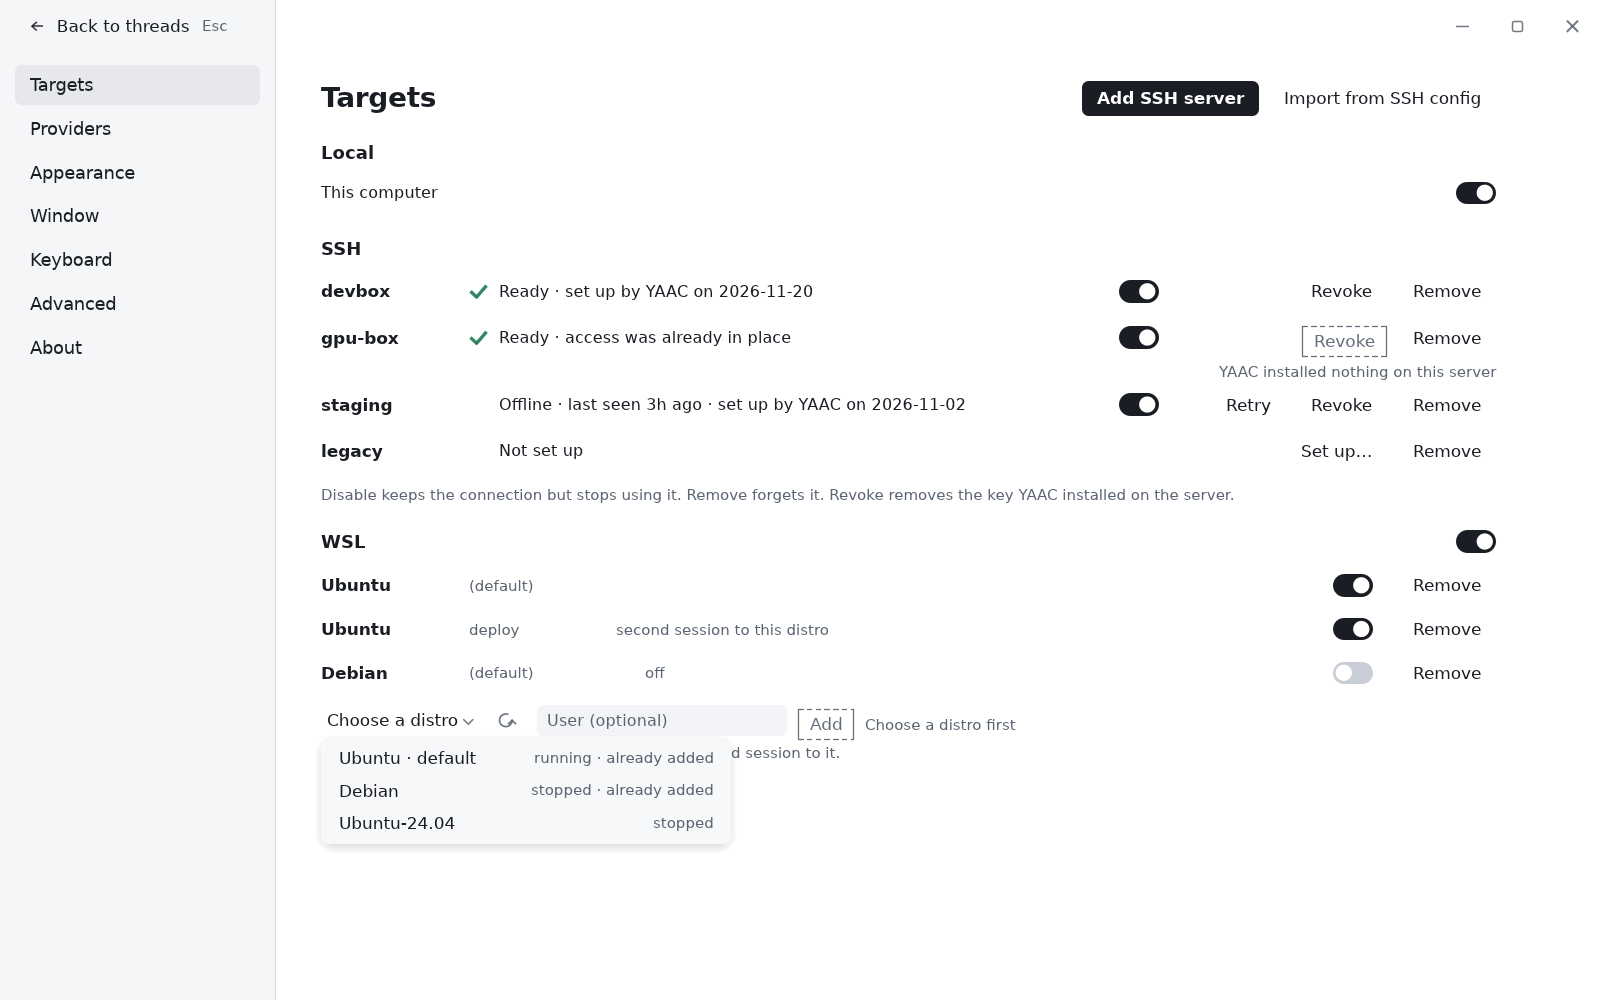 Back to threads Esc
Targets
Providers
Appearance
Window
Keyboard
Advanced
About
Targets Add SSH server Import from SSH config
Local
This computer
SSH
devbox Ready · set up by YAAC on 2026-11-20 Revoke Remove
gpu-box Ready · access was already in place Revoke Remove
YAAC installed nothing on this server
staging Offline · last seen 3h ago · set up by YAAC on 2026-11-02 Retry Revoke Remove
legacy Not set up Set up... Remove
Disable keeps the connection but stops using it. Remove forgets it. Revoke removes the key YAAC installed on the server.
WSL
Ubuntu (default) Remove
Ubuntu deploy second session to this distro Remove
Debian (default) off Remove
Choose a distro User (optional) Add Choose a distro first
d session to it.
Ubuntu · default running · already added
Debian stopped · already added
Ubuntu-24.04 stopped